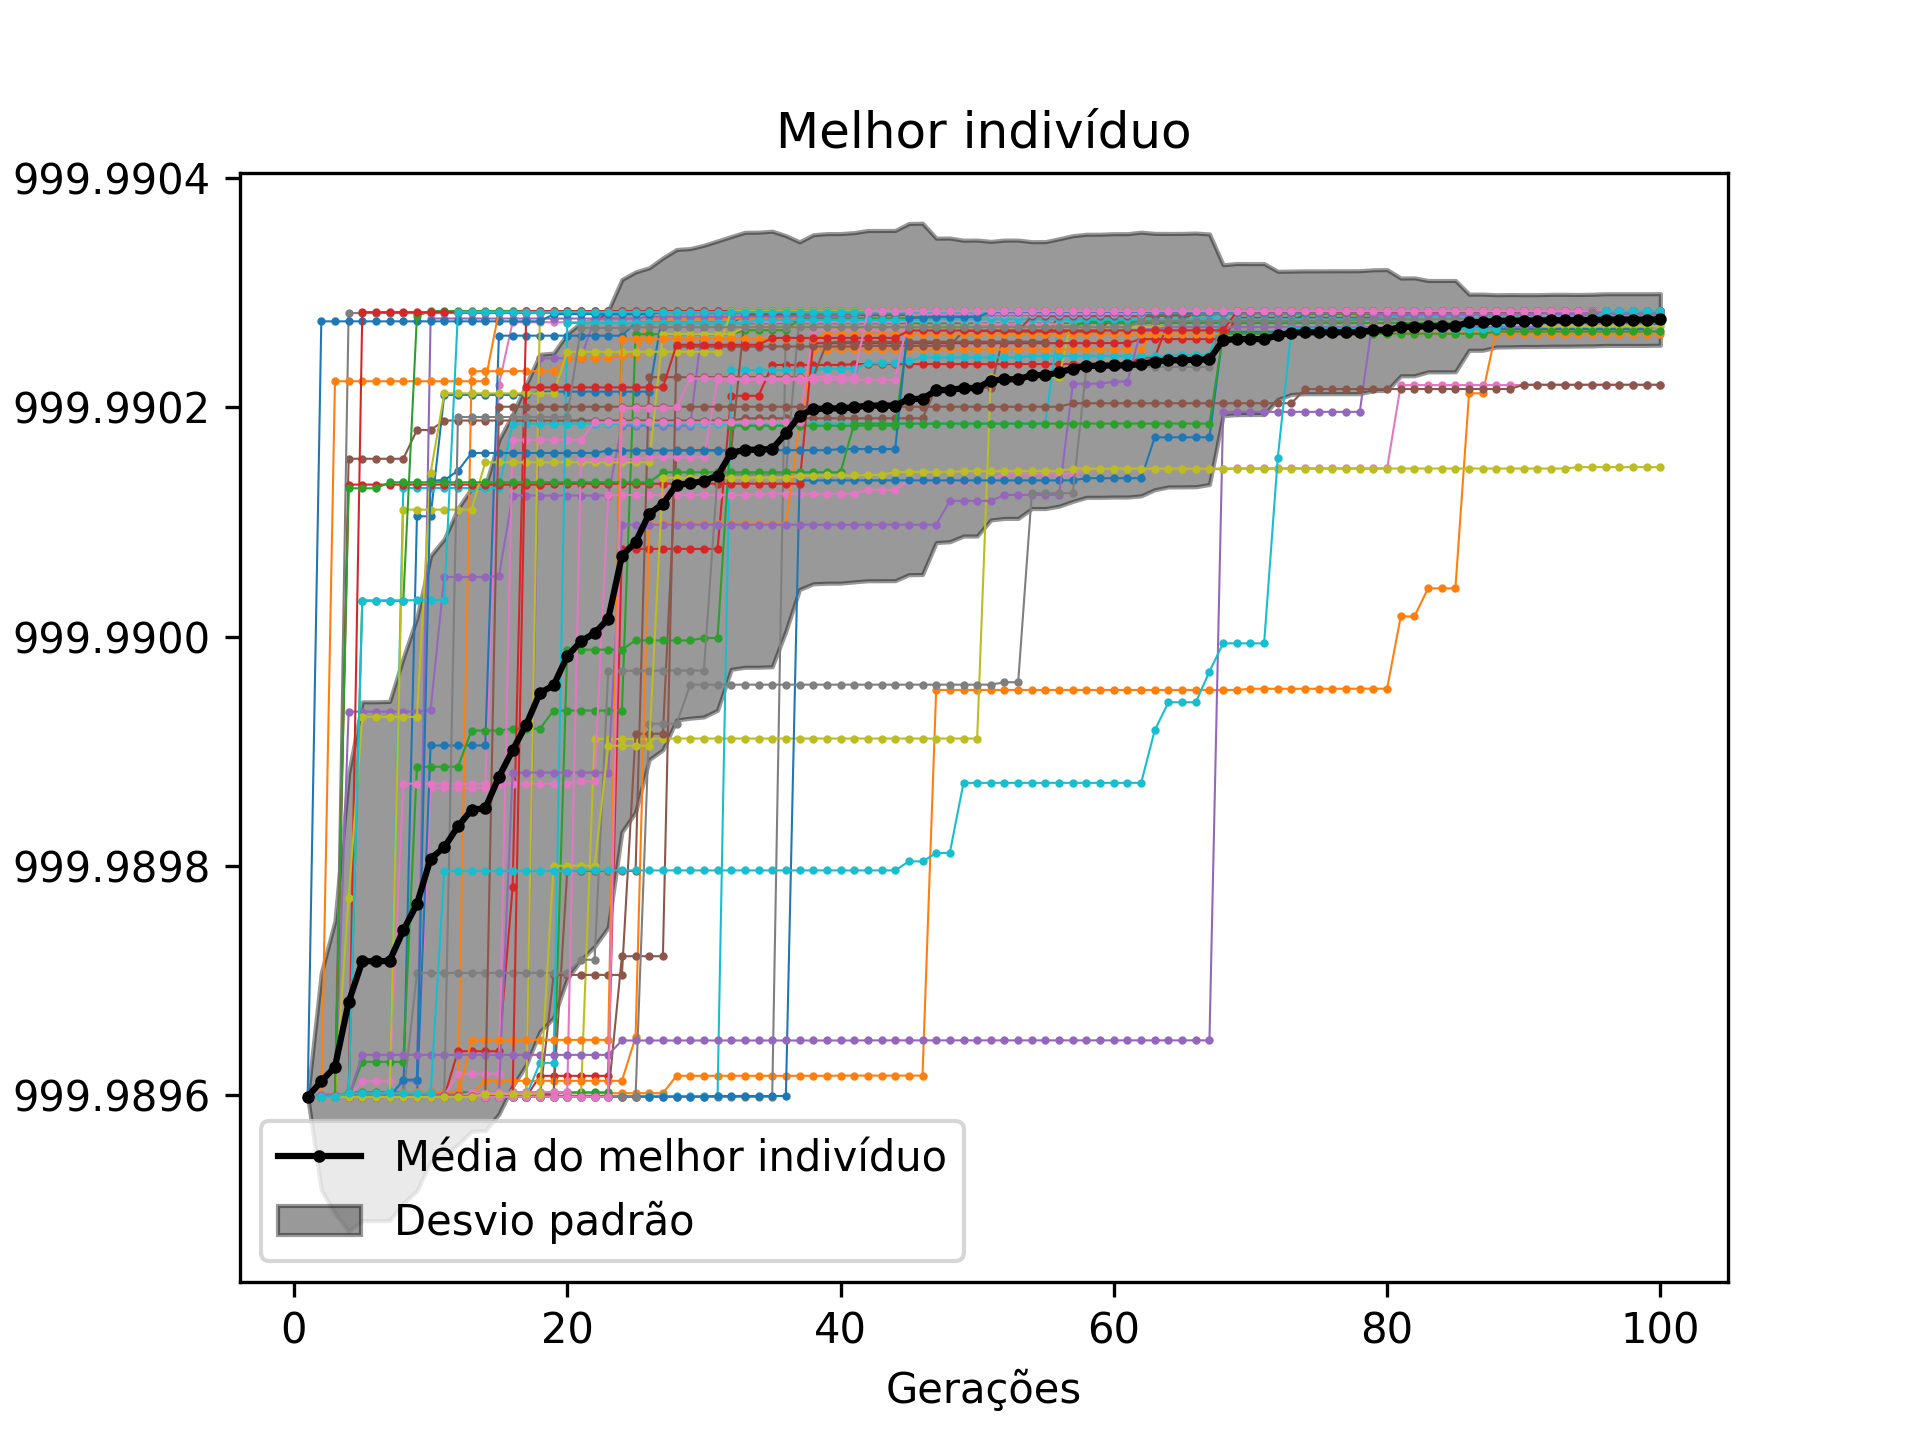 Melhor indivíduo
999.9904
999.9902
999.9900
999.9898
999.9896
Média do melhor indivíduo
Desvio padrão
0 20 40 60 80 100
Gerações